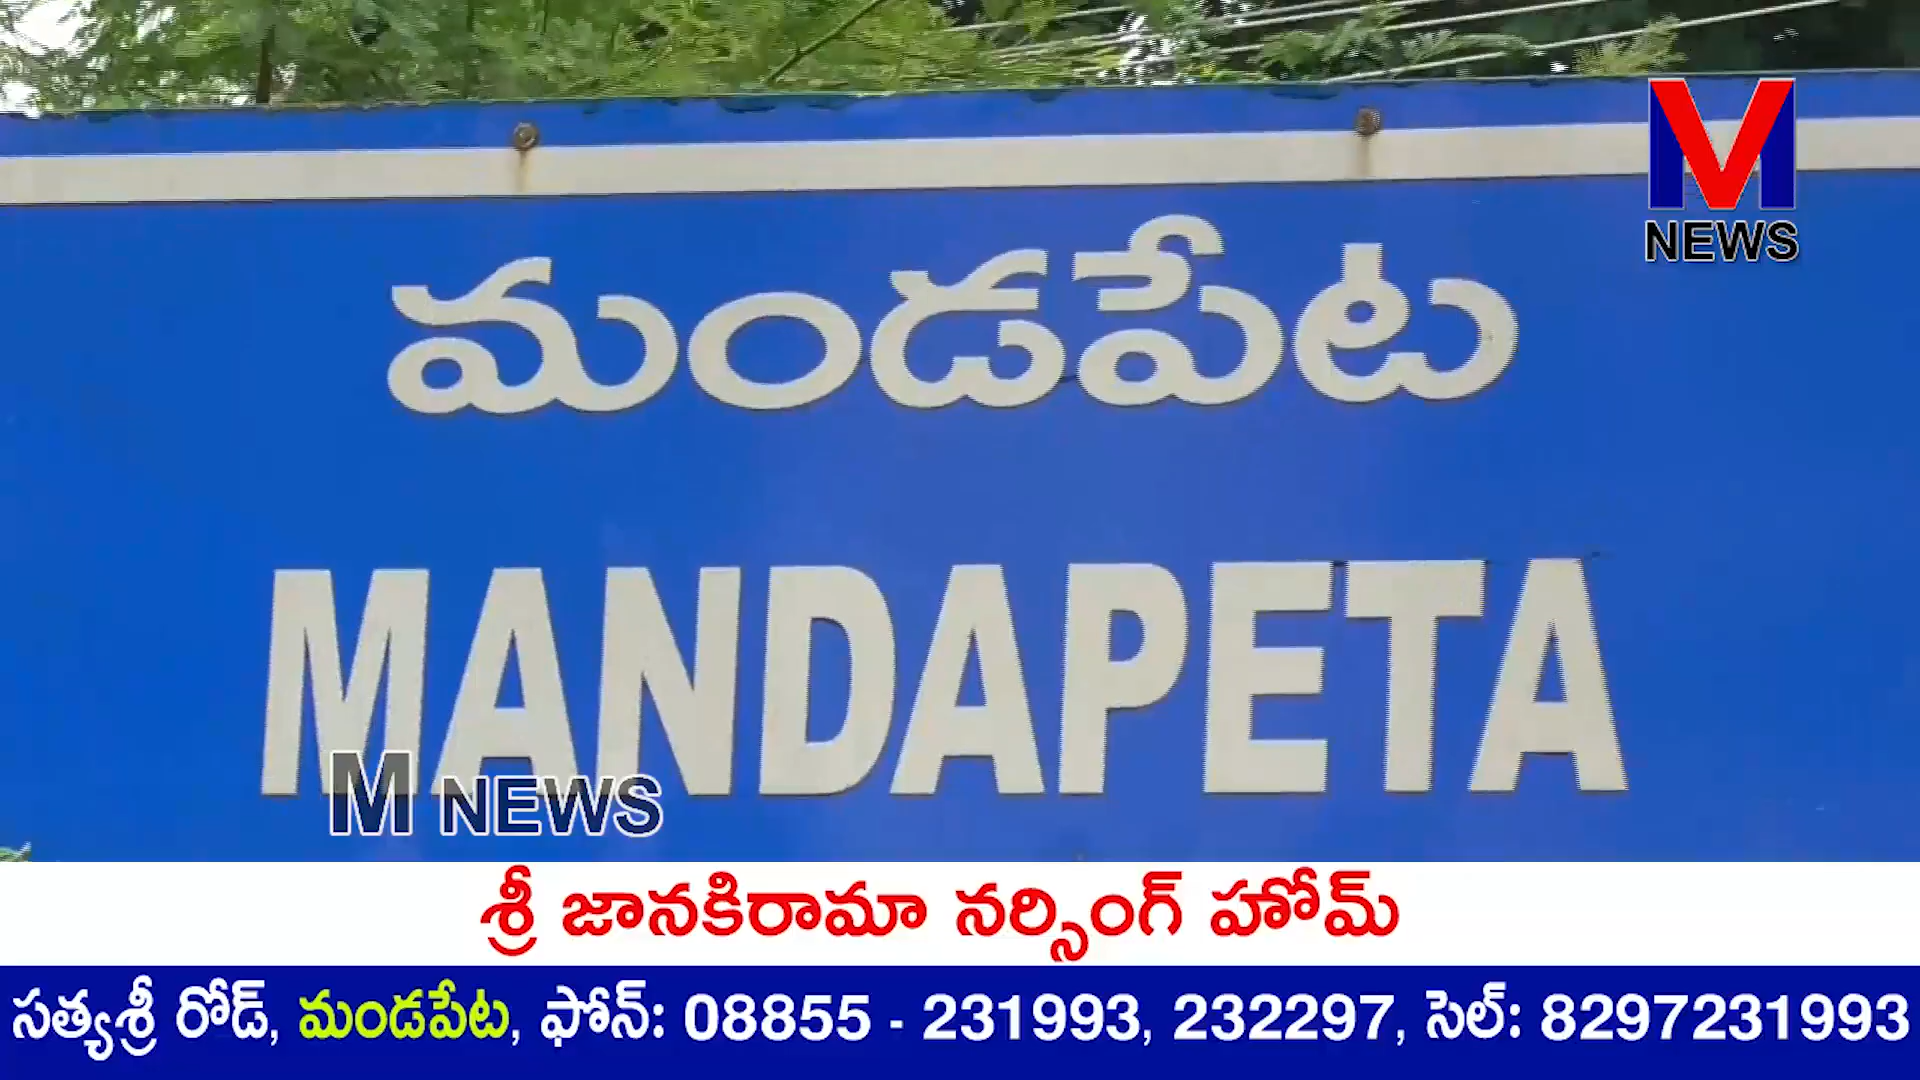 M
NEWS
మండపేట
MANDAPETA
M NEWS
శ్రీ జానకిరామా నర్సింగ్ హోమ్
సత్యశ్రీ రోడ్, మండపేట, ఫోన్: 08855 - 231993, 232297, సెల్: 8297231993